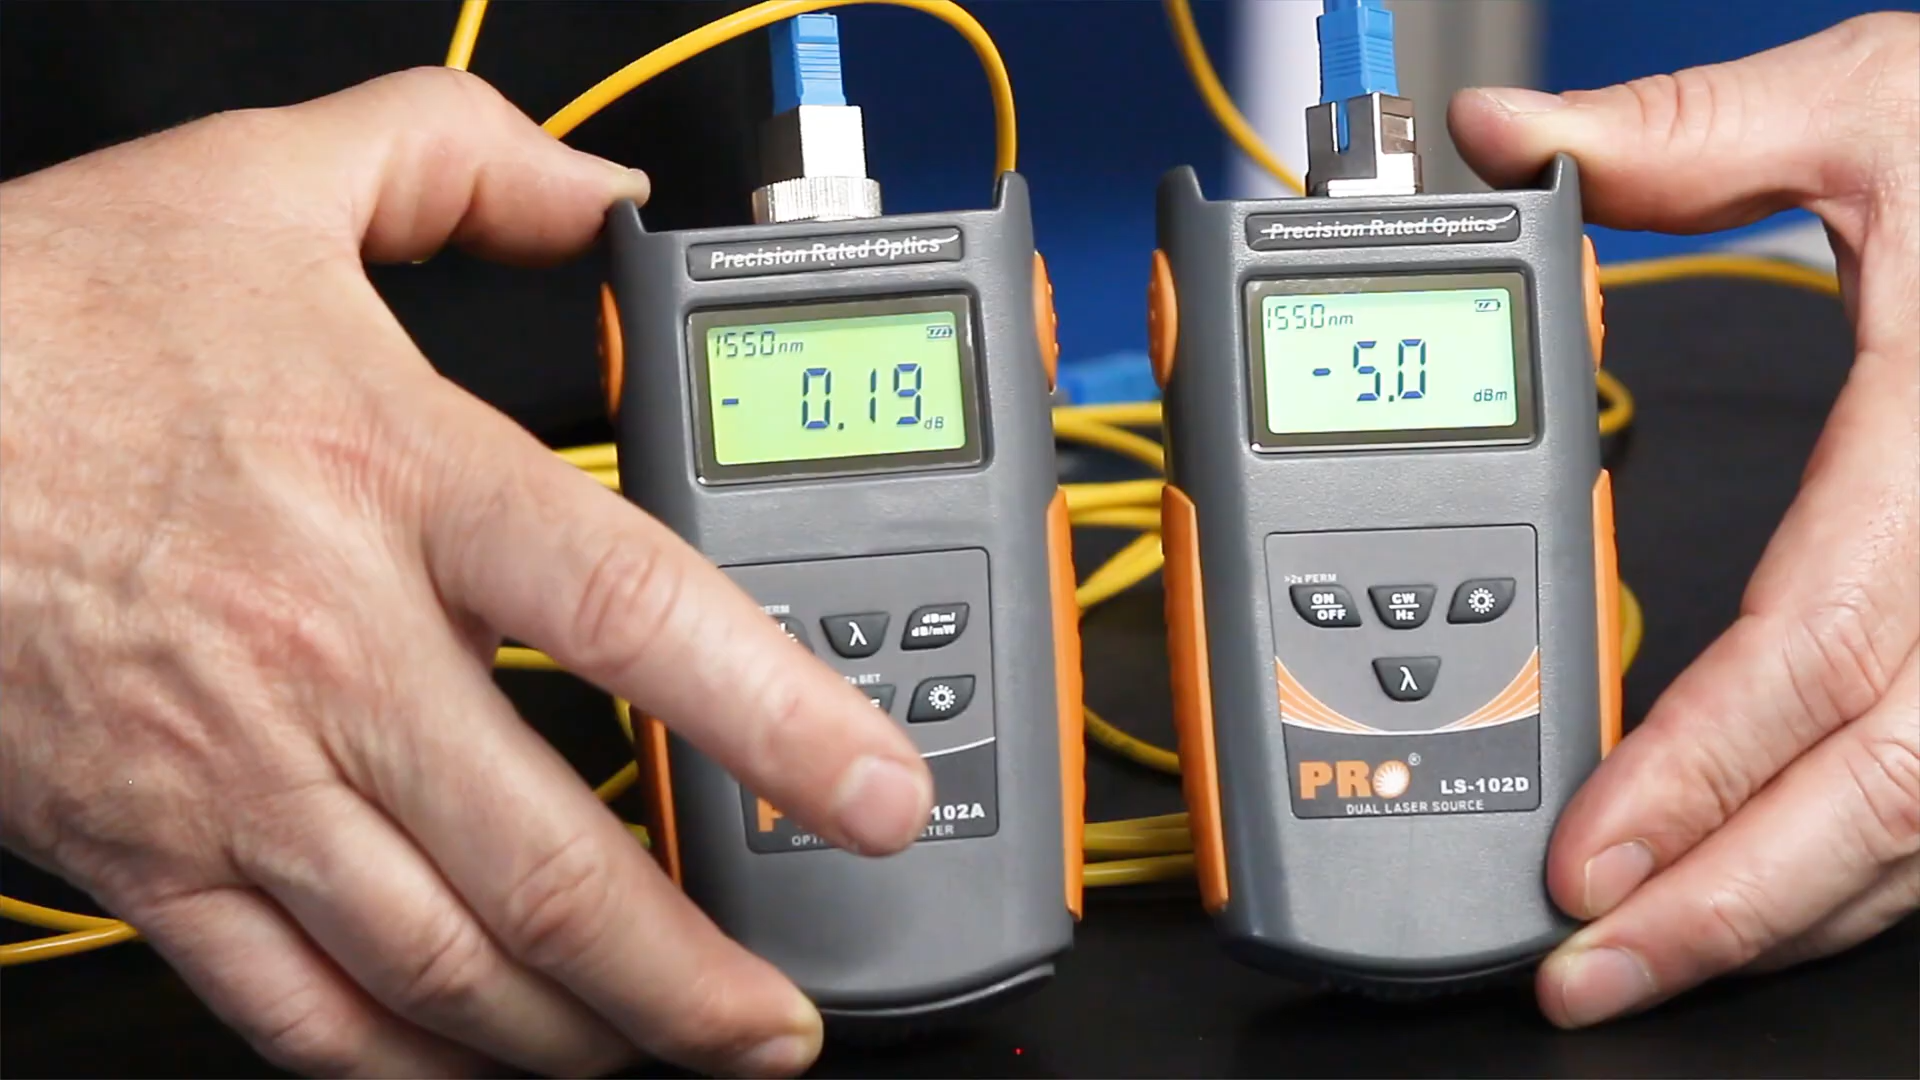 Precision Rated Optics
1550nm
- 0.19 dB
λ
dBm/
dB/mW
102A
Precision Rated Optics
1550nm
- 5.0 dBm
>2s PERM
ON
OFF
CW
Hz
λ
PRO® LS-102D
DUAL LASER SOURCE